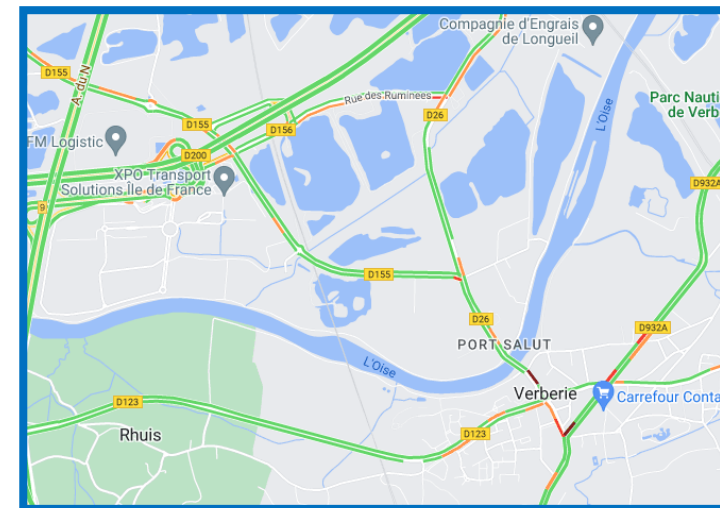 Compagnie d'Engrais
de Longueil
D155
A. du N
Rue des Ruminees
L'Oise
Parc Nauti
de Verb
D26
D155
D156
FM Logistic
D200
XPO Transport
Solutions Île de France
D932A
9
D155
D26
D932A
PORT SALUT
L'Oise
Verberie
Carrefour Conta
D123
D123
Rhuis